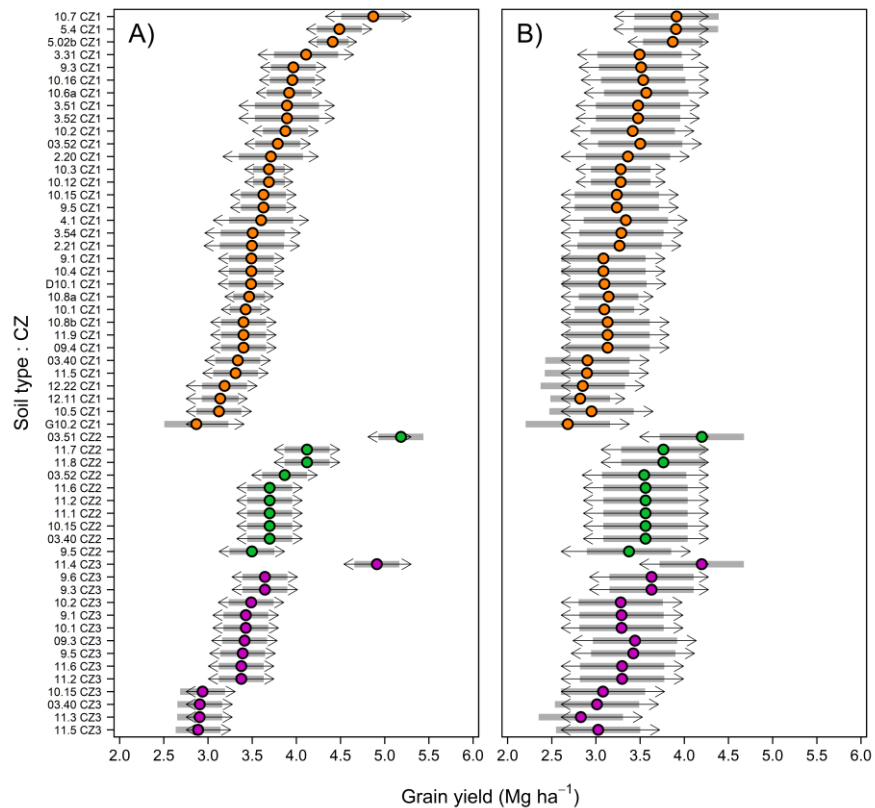 A)
B)
10.7 CZ1
5.4 CZ1
5.02b CZ1
3.31 CZ1
9.3 CZ1
10.16 CZ1
10.6a CZ1
3.51 CZ1
3.52 CZ1
10.2 CZ1
03.52 CZ1
2.20 CZ1
10.3 CZ1
10.12 CZ1
10.15 CZ1
9.5 CZ1
4.1 CZ1
3.54 CZ1
2.21 CZ1
9.1 CZ1
10.4 CZ1
D10.1 CZ1
10.8a CZ1
10.1 CZ1
10.8b CZ1
11.9 CZ1
09.4 CZ1
03.40 CZ1
11.5 CZ1
12.22 CZ1
12.11 CZ1
10.5 CZ1
G10.2 CZ1
03.51 CZ2
11.7 CZ2
11.8 CZ2
03.52 CZ2
11.6 CZ2
11.2 CZ2
11.1 CZ2
10.15 CZ2
03.40 CZ2
9.5 CZ2
11.4 CZ3
9.6 CZ3
9.3 CZ3
10.2 CZ3
9.1 CZ3
10.1 CZ3
09.3 CZ3
9.5 CZ3
11.6 CZ3
11.2 CZ3
10.15 CZ3
03.40 CZ3
11.3 CZ3
11.5 CZ3
Soil type : CZ
2.0 3.0 3.5 4.0 4.5 5.0 6.0
2.0 3.0 3.5 4.0 4.5 5.0 6.0
Grain yield (Mg ha⁻¹)